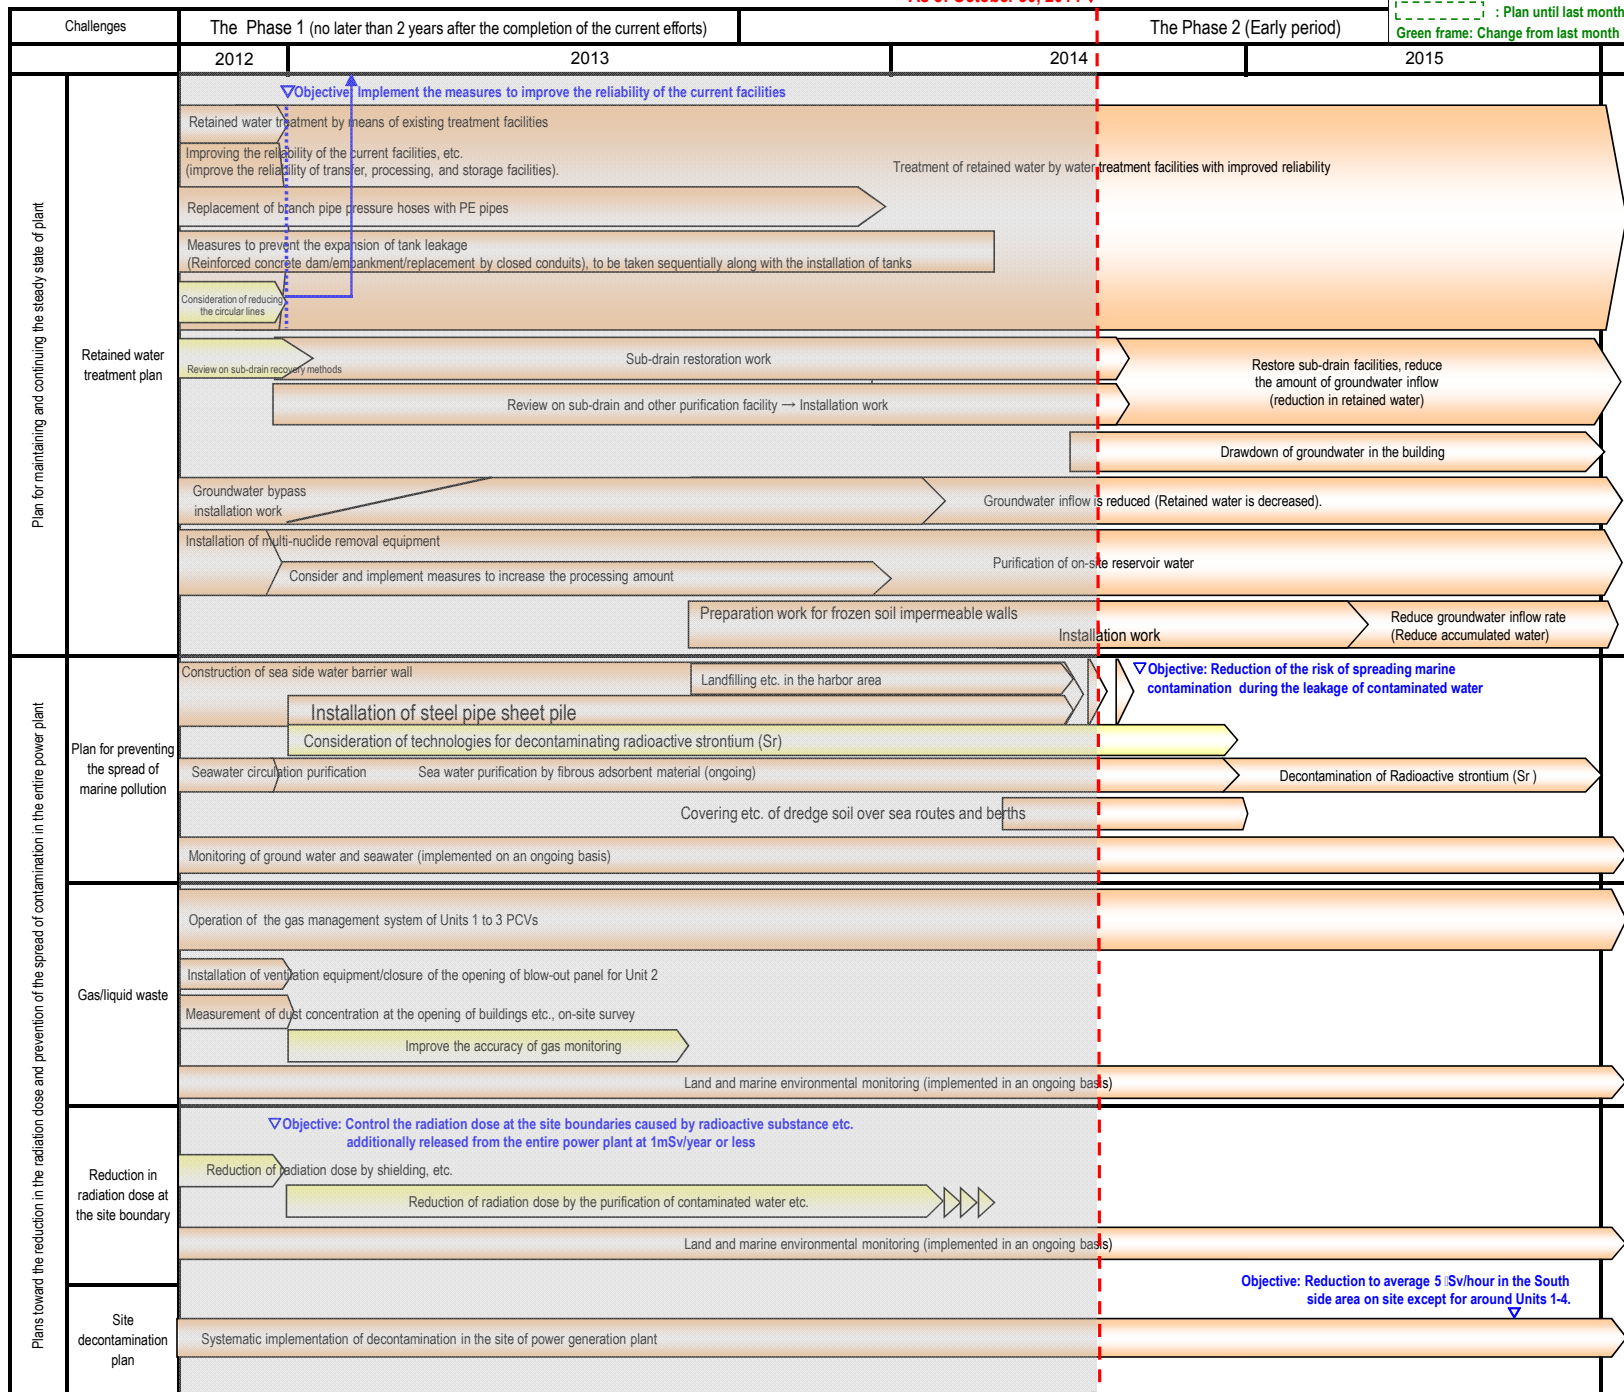 As of October 30, 2014
: Plan until last month
Green frame: Change from last month
Challenges
The Phase 1 (no later than 2 years after the completion of the current efforts)
The Phase 2 (Early period)
2012
2013
2014
2015
Plan for maintaining and continuing the steady state of plant
Retained water
treatment plan
▽Objective: Implement the measures to improve the reliability of the current facilities
Retained water treatment by means of existing treatment facilities
Improving the reliability of the current facilities, etc.
(improve the reliability of transfer, processing, and storage facilities).
Treatment of retained water by water treatment facilities with improved reliability
Replacement of branch pipe pressure hoses with PE pipes
Measures to prevent the expansion of tank leakage
(Reinforced concrete dam/embankment/replacement by closed conduits), to be taken sequentially along with the installation of tanks
Consideration of reducing
the circular lines
Review on sub-drain recovery methods
Sub-drain restoration work
Review on sub-drain and other purification facility → Installation work
Restore sub-drain facilities, reduce
the amount of groundwater inflow
(reduction in retained water)
Drawdown of groundwater in the building
Groundwater bypass
installation work
Groundwater inflow is reduced (Retained water is decreased).
Installation of multi-nuclide removal equipment
Consider and implement measures to increase the processing amount
Purification of on-site reservoir water
Preparation work for frozen soil impermeable walls
Installation work
Reduce groundwater inflow rate
(Reduce accumulated water)
Plans toward the reduction in the radiation dose and prevention of the spread of contamination in the entire power plant
Plan for preventing
the spread of
marine pollution
Construction of sea side water barrier wall
Landfilling etc. in the harbor area
Installation of steel pipe sheet pile
▽Objective: Reduction of the risk of spreading marine
contamination during the leakage of contaminated water
Consideration of technologies for decontaminating radioactive strontium (Sr)
Seawater circulation purification
Sea water purification by fibrous adsorbent material (ongoing)
Decontamination of Radioactive strontium (Sr )
Covering etc. of dredge soil over sea routes and berths
Monitoring of ground water and seawater (implemented on an ongoing basis)
Gas/liquid waste
Operation of the gas management system of Units 1 to 3 PCVs
Installation of ventilation equipment/closure of the opening of blow-out panel for Unit 2
Measurement of dust concentration at the opening of buildings etc., on-site survey
Improve the accuracy of gas monitoring
Land and marine environmental monitoring (implemented in an ongoing basis)
Reduction in
radiation dose at
the site boundary
▽Objective: Control the radiation dose at the site boundaries caused by radioactive substance etc.
additionally released from the entire power plant at 1mSv/year or less
Reduction of radiation dose by shielding, etc.
Reduction of radiation dose by the purification of contaminated water etc.
Land and marine environmental monitoring (implemented in an ongoing basis)
Site
decontamination
plan
Objective: Reduction to average 5 Sv/hour in the South
side area on site except for around Units 1-4.
▽
Systematic implementation of decontamination in the site of power generation plant